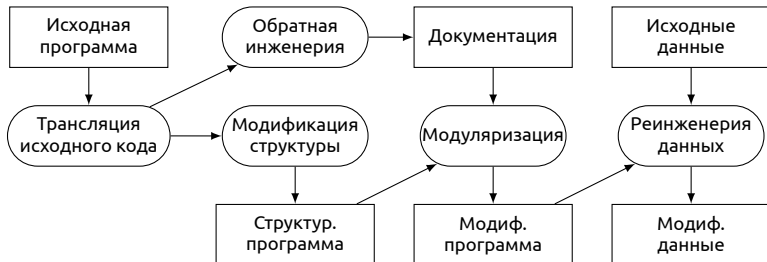 Исходная
программа
Обратная
инженерия
Документация
Исходные
данные
Трансляция
исходного кода
Модификация
структуры
Модуляризация
Реинженерия
данных
Структур.
программа
Модиф.
программа
Модиф.
данные